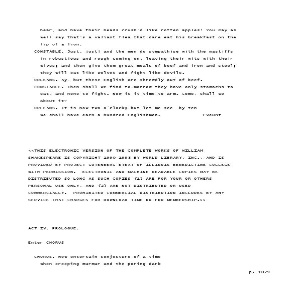 bear, and have their heads crush'd like rotten apples! You may as
well say that's a valiant flea that dare eat his breakfast on the
lip of a lion.
CONSTABLE. Just, just! and the men do sympathise with the mastiffs
in robustious and rough coming on, leaving their wits with their
wives; and then give them great meals of beef and iron and steel;
they will eat like wolves and fight like devils.
ORLEANS. Ay, but these English are shrewdly out of beef.
CONSTABLE. Then shall we find to-morrow they have only stomachs to
eat, and none to fight. Now is it time to arm. Come, shall we
about it?
ORLEANS. It is now two o'clock; but let me see- by ten
We shall have each a hundred Englishmen. Exeunt
<<THIS ELECTRONIC VERSION OF THE COMPLETE WORKS OF WILLIAM
SHAKESPEARE IS COPYRIGHT 1990-1993 BY WORLD LIBRARY, INC., AND IS
PROVIDED BY PROJECT GUTENBERG ETEXT OF ILLINOIS BENEDICTINE COLLEGE
WITH PERMISSION. ELECTRONIC AND MACHINE READABLE COPIES MAY BE
DISTRIBUTED SO LONG AS SUCH COPIES (1) ARE FOR YOUR OR OTHERS
PERSONAL USE ONLY, AND (2) ARE NOT DISTRIBUTED OR USED
COMMERCIALLY. PROHIBITED COMMERCIAL DISTRIBUTION INCLUDES BY ANY
SERVICE THAT CHARGES FOR DOWNLOAD TIME OR FOR MEMBERSHIP.>>
ACT IV. PROLOGUE.
Enter CHORUS
CHORUS. Now entertain conjecture of a time
When creeping murmur and the poring dark